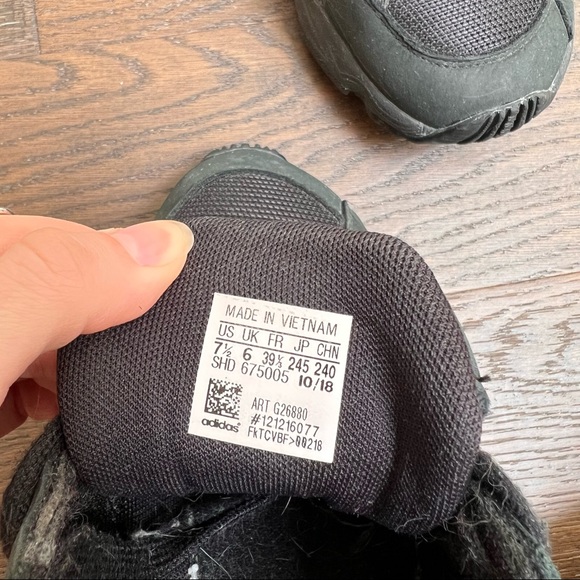 MADE IN VIETNAM
US UK FR JP CHN
7½ 6 39⅓ 245 240
SHD 675005 10/18
ART G26880
#121216077
FkTCVBF>00218
adidas